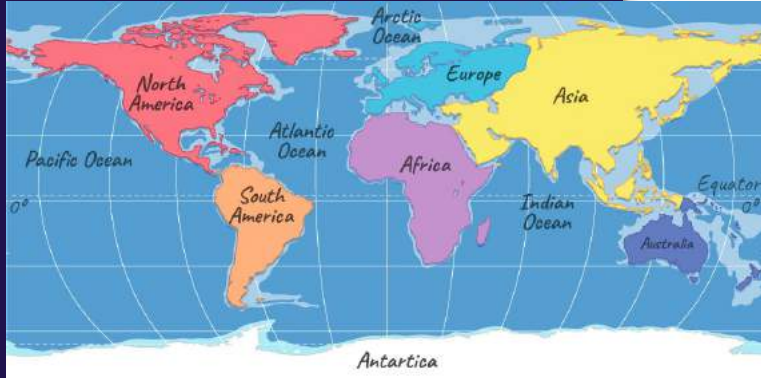 Arctic
Ocean
North
America
Europe
Asia
Atlantic
Ocean
Pacific Ocean
Africa
South
America
Indian
Ocean
Equator
0°
0°
Australia
Antartica